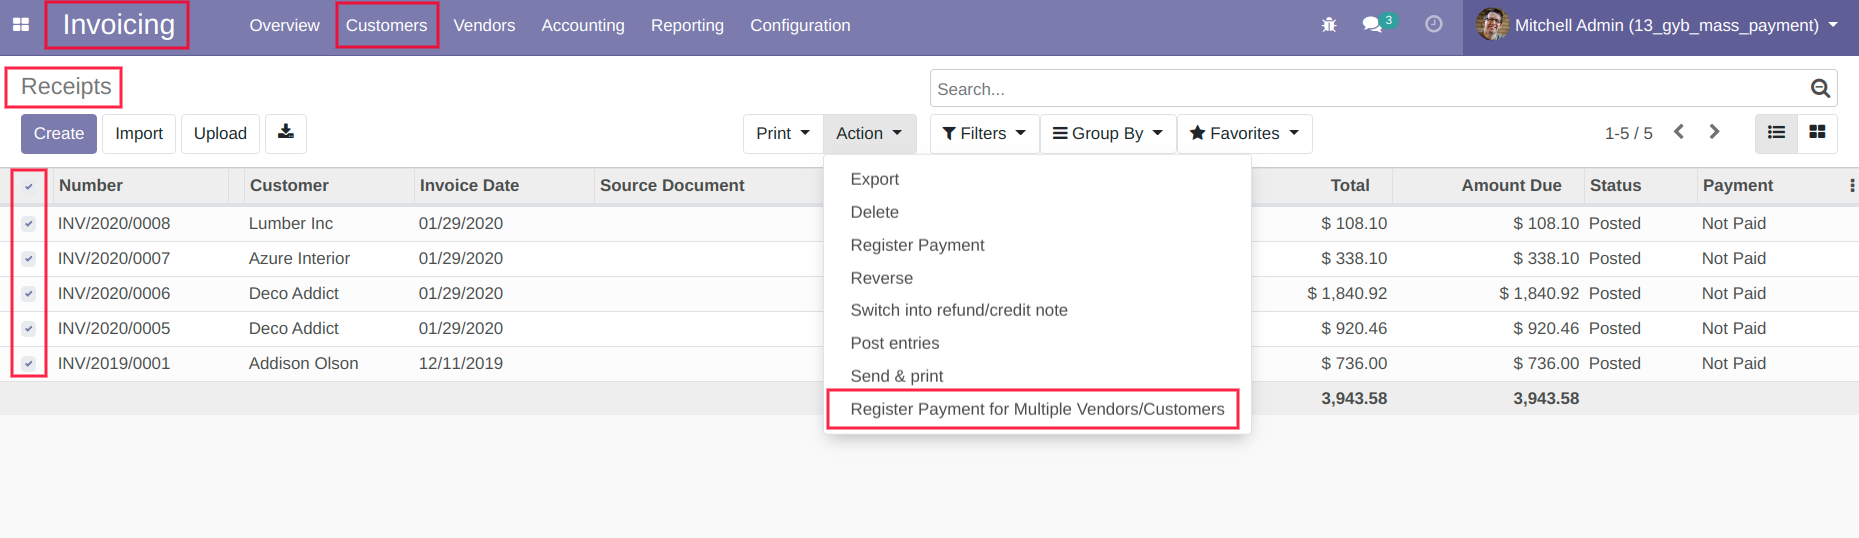 Invoicing Overview Customers Vendors Accounting Reporting Configuration 3 Mitchell Admin (13_gyb_mass_payment)
Receipts Search...
Create Import Upload Print Action Filters Group By Favorites 1-5 / 5
Number Customer Invoice Date Source Document Total Amount Due Status Payment
INV/2020/0008 Lumber Inc 01/29/2020 $ 108.10 $ 108.10 Posted Not Paid
INV/2020/0007 Azure Interior 01/29/2020 $ 338.10 $ 338.10 Posted Not Paid
INV/2020/0006 Deco Addict 01/29/2020 $ 1,840.92 $ 1,840.92 Posted Not Paid
INV/2020/0005 Deco Addict 01/29/2020 $ 920.46 $ 920.46 Posted Not Paid
INV/2019/0001 Addison Olson 12/11/2019 $ 736.00 $ 736.00 Posted Not Paid
3,943.58 3,943.58
Export
Delete
Register Payment
Reverse
Switch into refund/credit note
Post entries
Send & print
Register Payment for Multiple Vendors/Customers